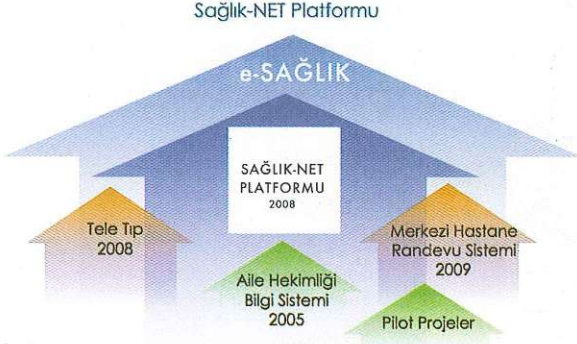 Sağlık-NET Platformu
e-SAĞLIK
SAĞLIK-NET
PLATFORMU
2008
Tele Tıp
2008
Merkezi Hastane
Randevu Sistemi
2009
Aile Hekimliği
Bilgi Sistemi
2005
Pilot Projeler